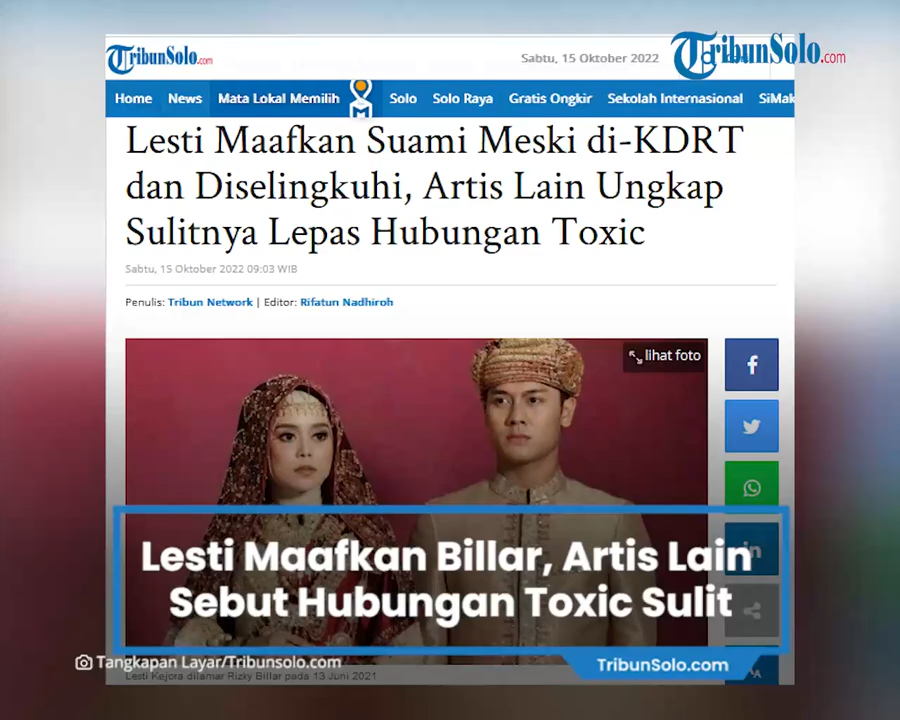 TribunSolo.com
Sabtu, 15 Oktober 2022
TribunSolo.com
Home News Mata Lokal Memilih Solo Solo Raya Gratis Ongkir Sekolah Internasional SiMak
Lesti Maafkan Suami Meski di-KDRT
dan Diselingkuhi, Artis Lain Ungkap
Sulitnya Lepas Hubungan Toxic
Sabtu, 15 Oktober 2022 09:03 WIB
Penulis: Tribun Network | Editor: Rifatun Nadhiroh
lihat foto
Lesti Maafkan Billar, Artis Lain
Sebut Hubungan Toxic Sulit
Tangkapan Layar/Tribunsolo.com
TribunSolo.com
Lesti Kejora dilamar Rizky Billar pada 13 Juni 2021